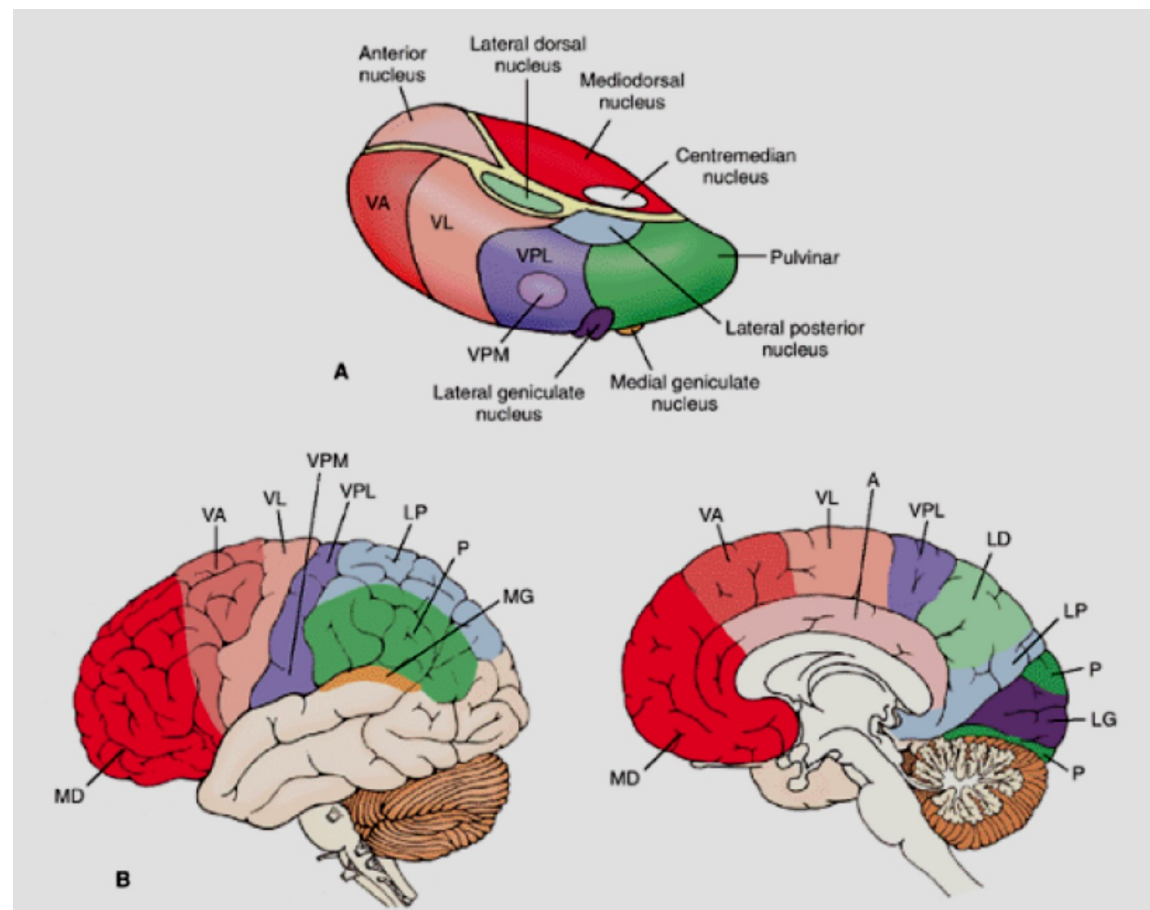 Anterior
nucleus
Lateral dorsal
nucleus
Mediodorsal
nucleus
Centremedian
nucleus
VA
VL
VPL
Pulvinar
VPM
Lateral posterior
nucleus
A
Lateral geniculate
nucleus
Medial geniculate
nucleus
VPM
VA
VL
VPL
LP
P
MG
MD
B
VA
VL
A
VPL
LD
LP
P
LG
P
MD